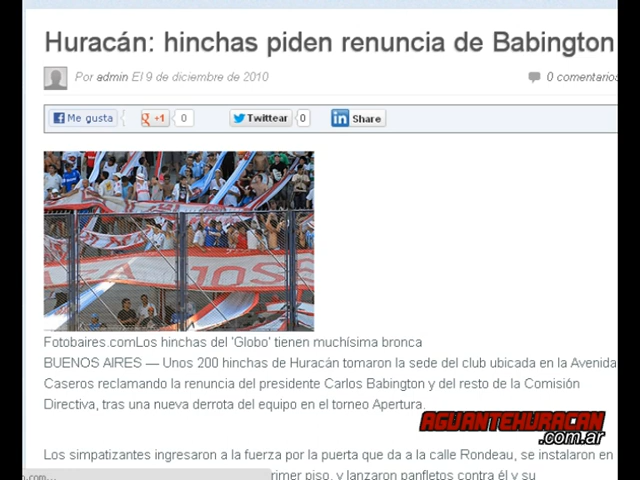 Huracán: hinchas piden renuncia de Babington
Por admin El 9 de diciembre de 2010
0 comentarios
Me gusta
g +1 0
Twittear 0
in Share
ZA JOSE
Fotobaires.comLos hinchas del 'Globo' tienen muchísima bronca
BUENOS AIRES — Unos 200 hinchas de Huracán tomaron la sede del club ubicada en la Avenida
Caseros reclamando la renuncia del presidente Carlos Babington y del resto de la Comisión
Directiva, tras una nueva derrota del equipo en el torneo Apertura.
AGUANTEHURACAN
.com.ar
Los simpatizantes ingresaron a la fuerza por la puerta que da a la calle Rondeau, se instalaron en
primer piso, y lanzaron panfletos contra él y su